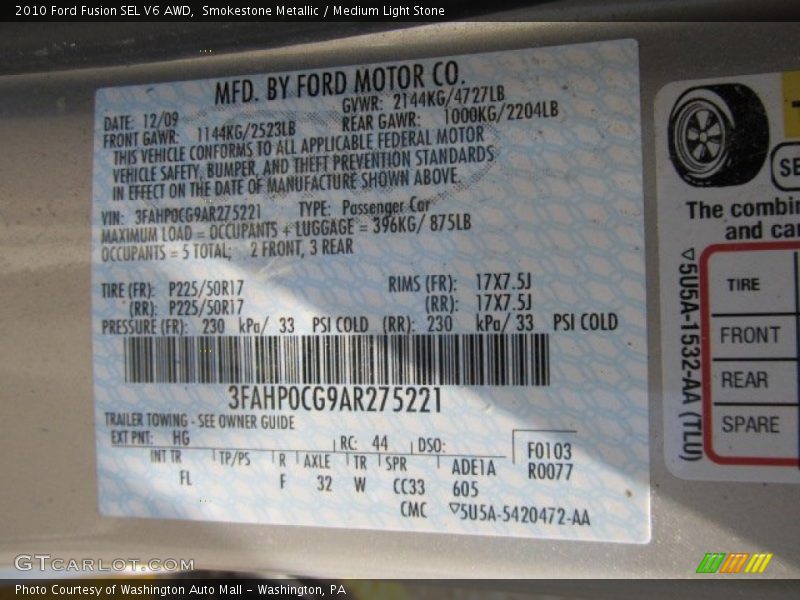 2010 Ford Fusion SEL V6 AWD, Smokestone Metallic / Medium Light Stone
MFD. BY FORD MOTOR CO.
DATE: 12/09 GVWR: 2144KG/4727LB
FRONT GAWR: 1144KG/2523LB REAR GAWR: 1000KG/2204LB
THIS VEHICLE CONFORMS TO ALL APPLICABLE FEDERAL MOTOR
VEHICLE SAFETY, BUMPER, AND THEFT PREVENTION STANDARDS
IN EFFECT ON THE DATE OF MANUFACTURE SHOWN ABOVE.
VIN: 3FAHP0CG9AR275221 TYPE: Passenger Car
MAXIMUM LOAD = OCCUPANTS + LUGGAGE = 396KG/ 875LB
OCCUPANTS = 5 TOTAL; 2 FRONT, 3 REAR
TIRE (FR): P225/50R17 RIMS (FR): 17X7.5J
(RR): P225/50R17 (RR): 17X7.5J
PRESSURE (FR): 230 kPa/ 33 PSI COLD (RR): 230 kPa/ 33 PSI COLD
3FAHP0CG9AR275221
TRAILER TOWING - SEE OWNER GUIDE
EXT PNT: HG RC: 44 DSO: F0103
INT TR TP/PS R AXLE TR SPR ADE1A R0077
FL F 32 W CC33 605
CMC ▽5U5A-5420472-AA
SE
The combin
and ca
▽5U5A-1532-AA (TLU)
TIRE
FRONT
REAR
SPARE
GTCarLot.com
Photo Courtesy of Washington Auto Mall - Washington, PA